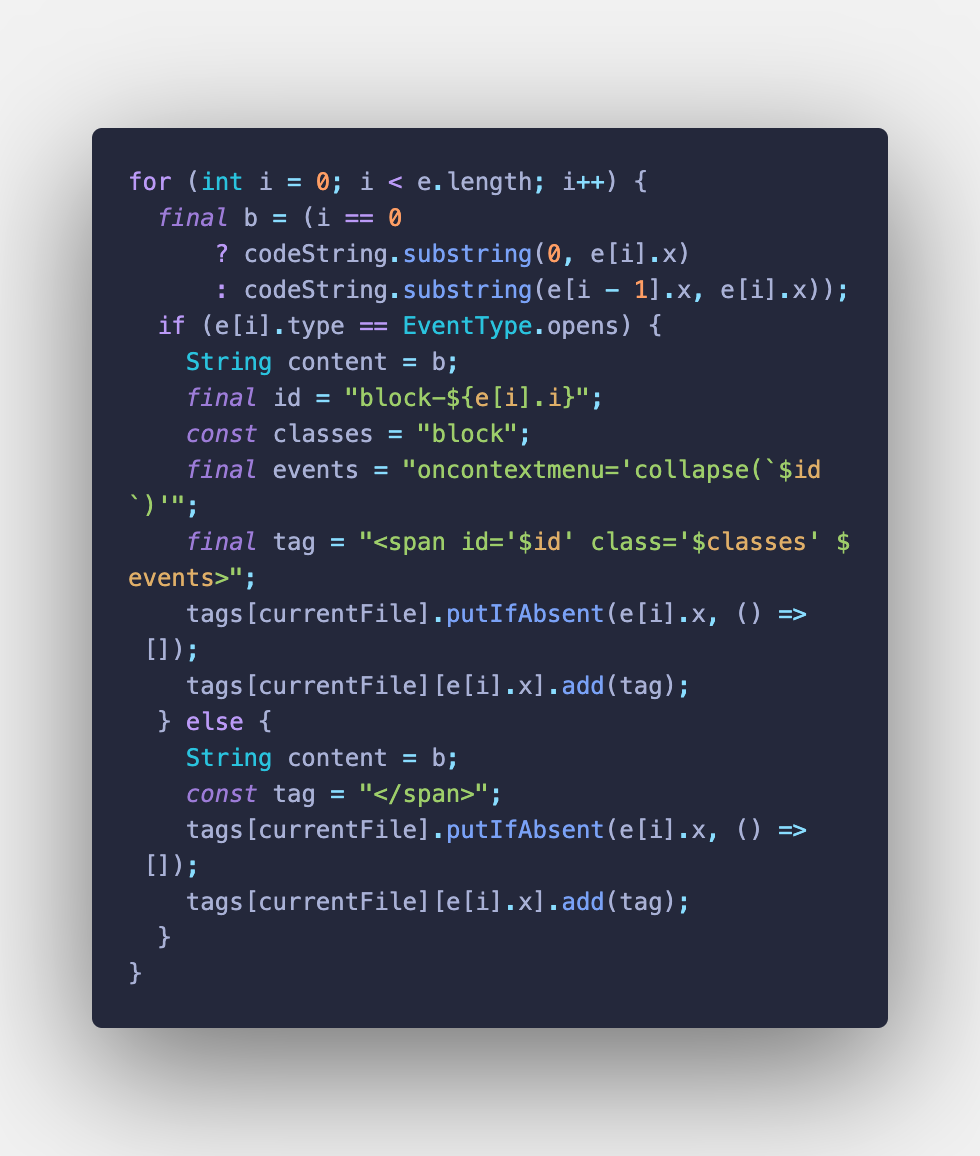 for (int i = 0; i < e.length; i++) {
  final b = (i == 0
      ? codeString.substring(0, e[i].x)
      : codeString.substring(e[i - 1].x, e[i].x));
  if (e[i].type == EventType.opens) {
    String content = b;
    final id = "block-${e[i].i}";
    const classes = "block";
    final events = "oncontextmenu='collapse(`$id
`)'";
    final tag = "<span id='$id' class='$classes' $
events>";
    tags[currentFile].putIfAbsent(e[i].x, () =>
 []);
    tags[currentFile][e[i].x].add(tag);
  } else {
    String content = b;
    const tag = "</span>";
    tags[currentFile].putIfAbsent(e[i].x, () =>
 []);
    tags[currentFile][e[i].x].add(tag);
  }
}